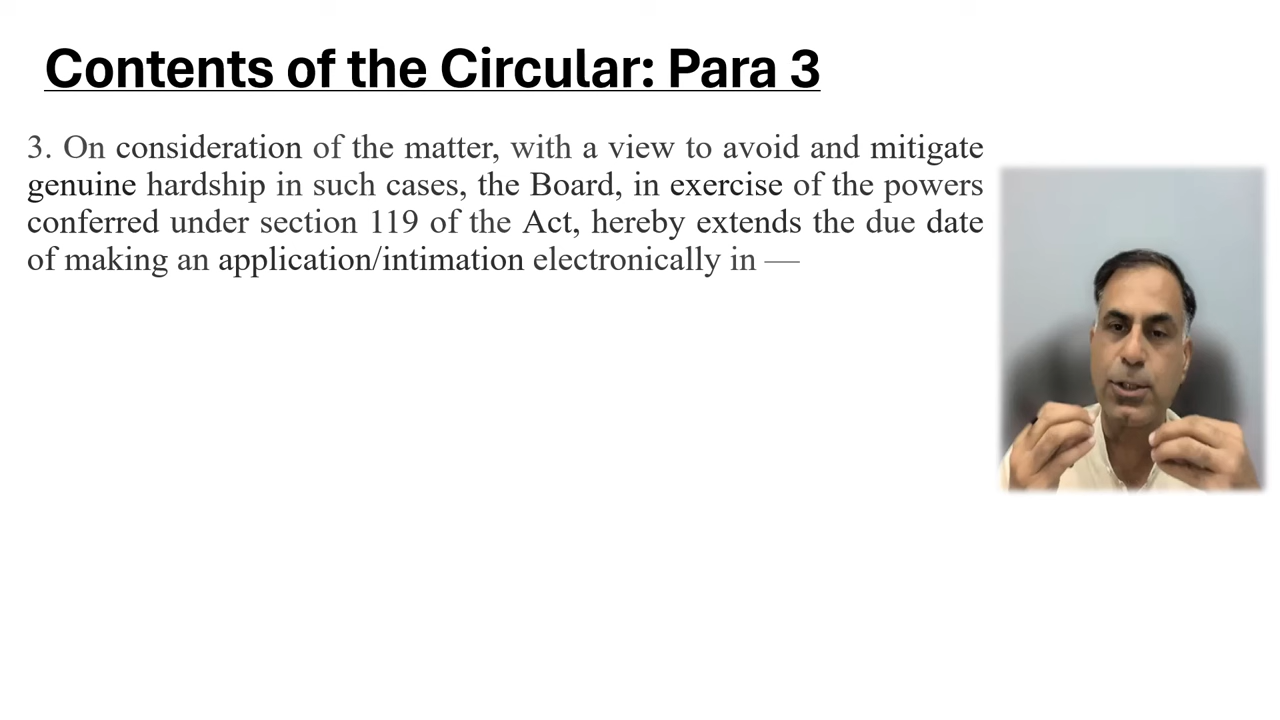 Contents of the Circular: Para 3
3. On consideration of the matter, with a view to avoid and mitigate
genuine hardship in such cases, the Board, in exercise of the powers
conferred under section 119 of the Act, hereby extends the due date
of making an application/intimation electronically in —